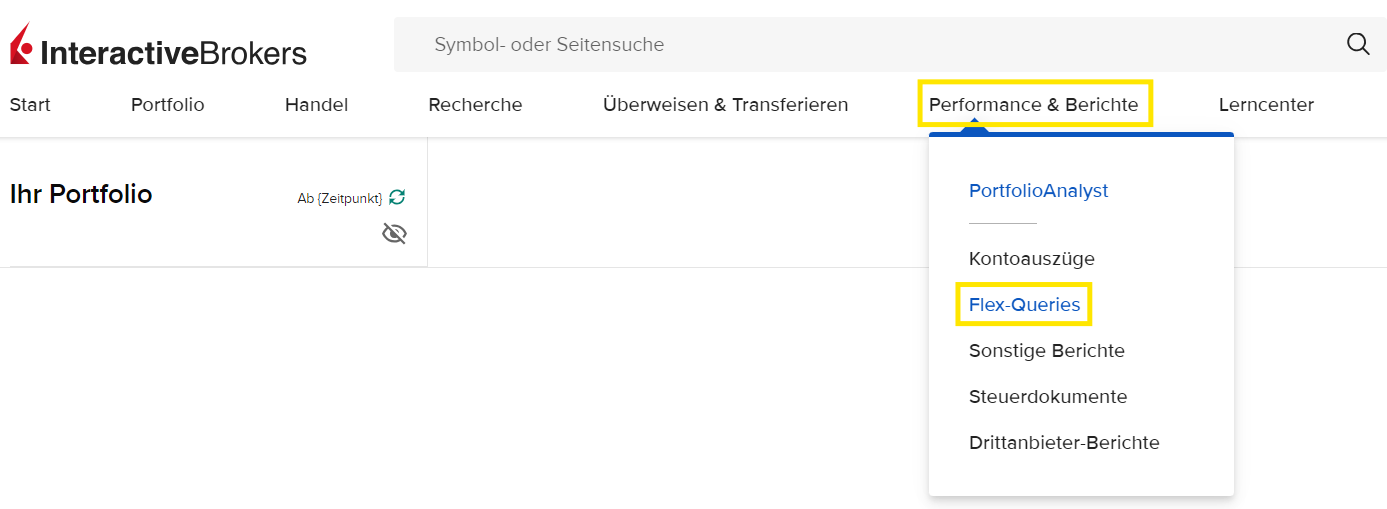 InteractiveBrokers
Symbol- oder Seitensuche
Start Portfolio Handel Recherche Überweisen & Transferieren Performance & Berichte Lerncenter
Ihr Portfolio
Ab {Zeitpunkt}
PortfolioAnalyst
Kontoauszüge
Flex-Queries
Sonstige Berichte
Steuerdokumente
Drittanbieter-Berichte